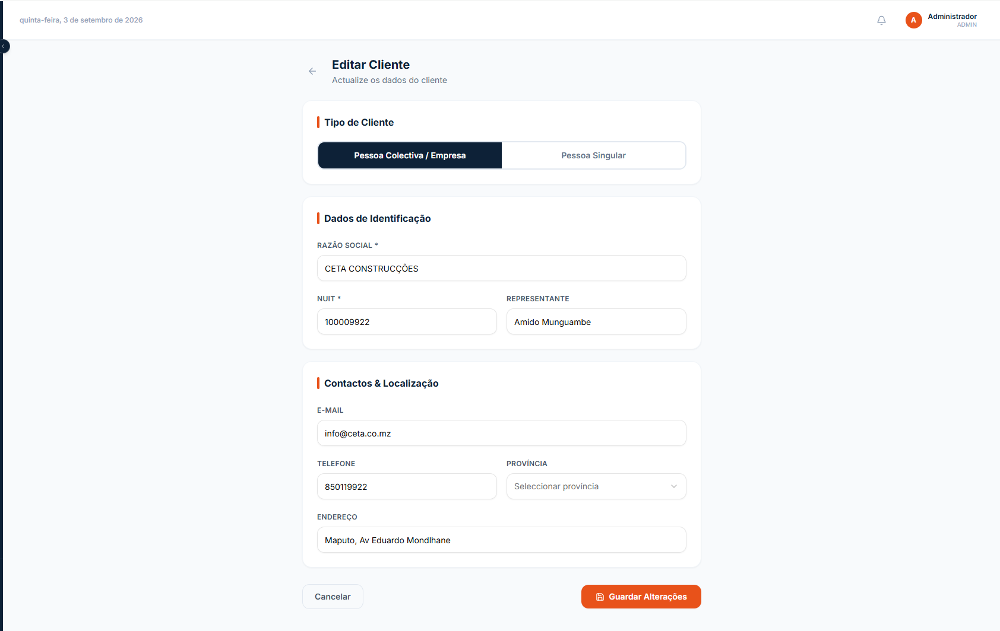 quinta-feira, 3 de setembro de 2026
A
Administrador
ADMIN
Editar Cliente
Actualize os dados do cliente
Tipo de Cliente
Pessoa Colectiva / Empresa
Pessoa Singular
Dados de Identificação
RAZÃO SOCIAL *
CETA CONSTRUCÇÕES
NUIT *
REPRESENTANTE
100009922
Amido Munguambe
Contactos & Localização
E-MAIL
info@ceta.co.mz
TELEFONE
PROVÍNCIA
850119922
Seleccionar província
ENDEREÇO
Maputo, Av Eduardo Mondlhane
Cancelar
Guardar Alterações